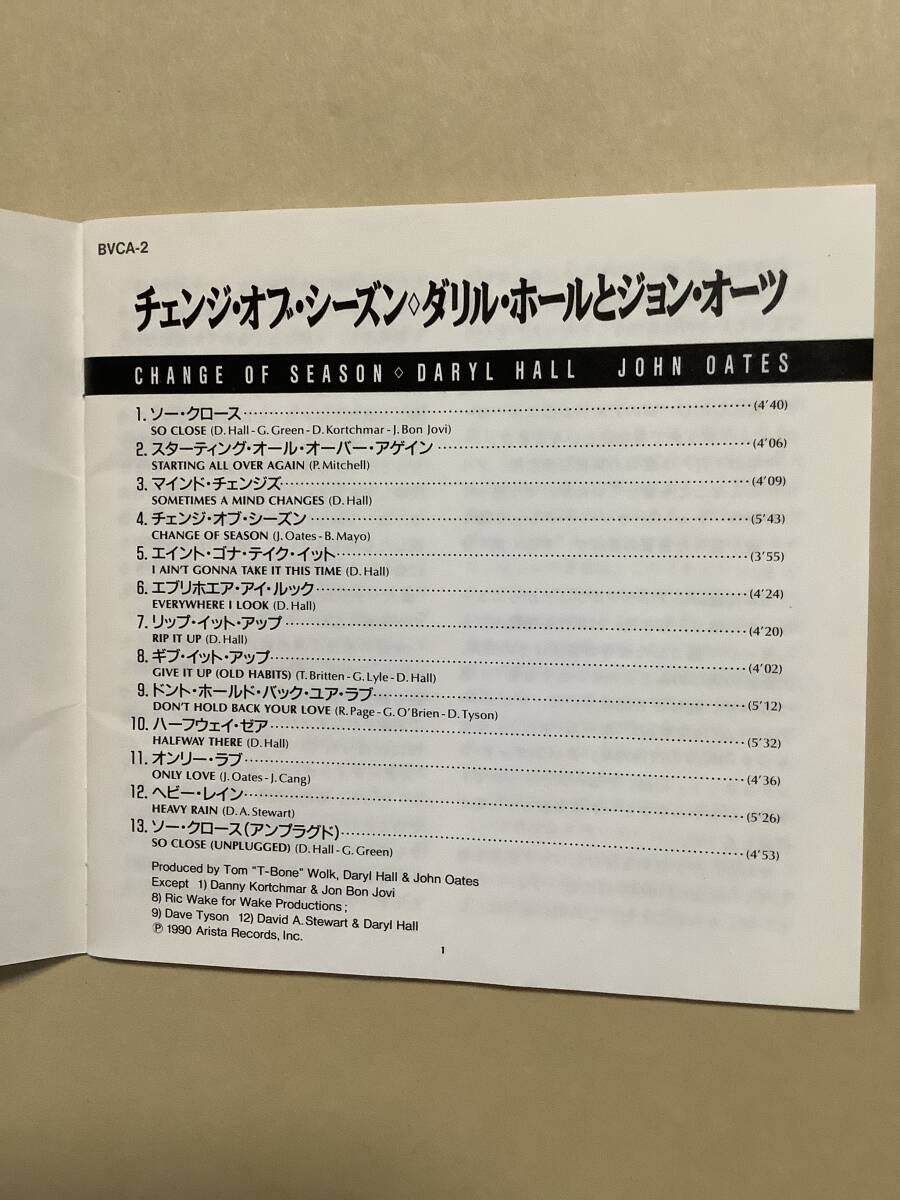 BVCA-2
チェンジ・オブ・シーズン◇ダリル・ホールとジョン・オーツ
CHANGE OF SEASON ◇ DARYL HALL JOHN OATES
1. ソー・クロース……(4'40)
SO CLOSE (D. Hall - G. Green - D. Kortchmar - J. Bon Jovi)
2. スターティング・オール・オーバー・アゲイン……(4'06)
STARTING ALL OVER AGAIN (P. Mitchell)
3. マインド・チェンジズ……(4'09)
SOMETIMES A MIND CHANGES (D. Hall)
4. チェンジ・オブ・シーズン……(5'43)
CHANGE OF SEASON (J. Oates - B. Mayo)
5. エイント・ゴナ・テイク・イット……(3'55)
I AIN'T GONNA TAKE IT THIS TIME (D. Hall)
6. エブリホエア・アイ・ルック……(4'24)
EVERYWHERE I LOOK (D. Hall)
7. リップ・イット・アップ……(4'20)
RIP IT UP (D. Hall)
8. ギブ・イット・アップ……(4'02)
GIVE IT UP (OLD HABITS) (T. Britten - G. Lyle - D. Hall)
9. ドント・ホールド・バック・ユア・ラブ……(5'12)
DON'T HOLD BACK YOUR LOVE (R. Page - G. O'Brien - D. Tyson)
10. ハーフウェイ・ゼア……(5'32)
HALFWAY THERE (D. Hall)
11. オンリー・ラブ……(4'36)
ONLY LOVE (J. Oates - J. Cang)
12. ヘビー・レイン……(5'26)
HEAVY RAIN (D. A. Stewart)
13. ソー・クロース(アンプラグド)……(4'53)
SO CLOSE (UNPLUGGED) (D. Hall - G. Green)
Produced by Tom "T-Bone" Wolk, Daryl Hall & John Oates
Except 1) Danny Kortchmar & Jon Bon Jovi
8) Ric Wake for Wake Productions;
9) Dave Tyson 12) David A. Stewart & Daryl Hall
℗ 1990 Arista Records, Inc.
1